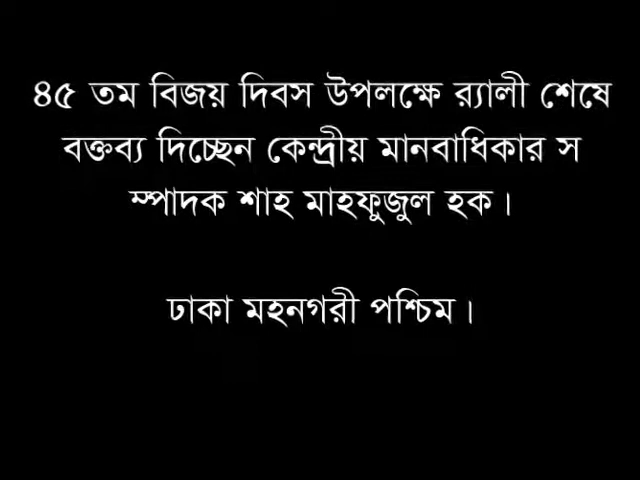 ৪৫ তম বিজয় দিবস উপলক্ষে র‍্যালী শেষে
বক্তব্য দিচ্ছেন কেন্দ্রীয় মানবাধিকার স
ম্পাদক শাহ মাহফুজুল হক।
ঢাকা মহনগরী পশ্চিম।